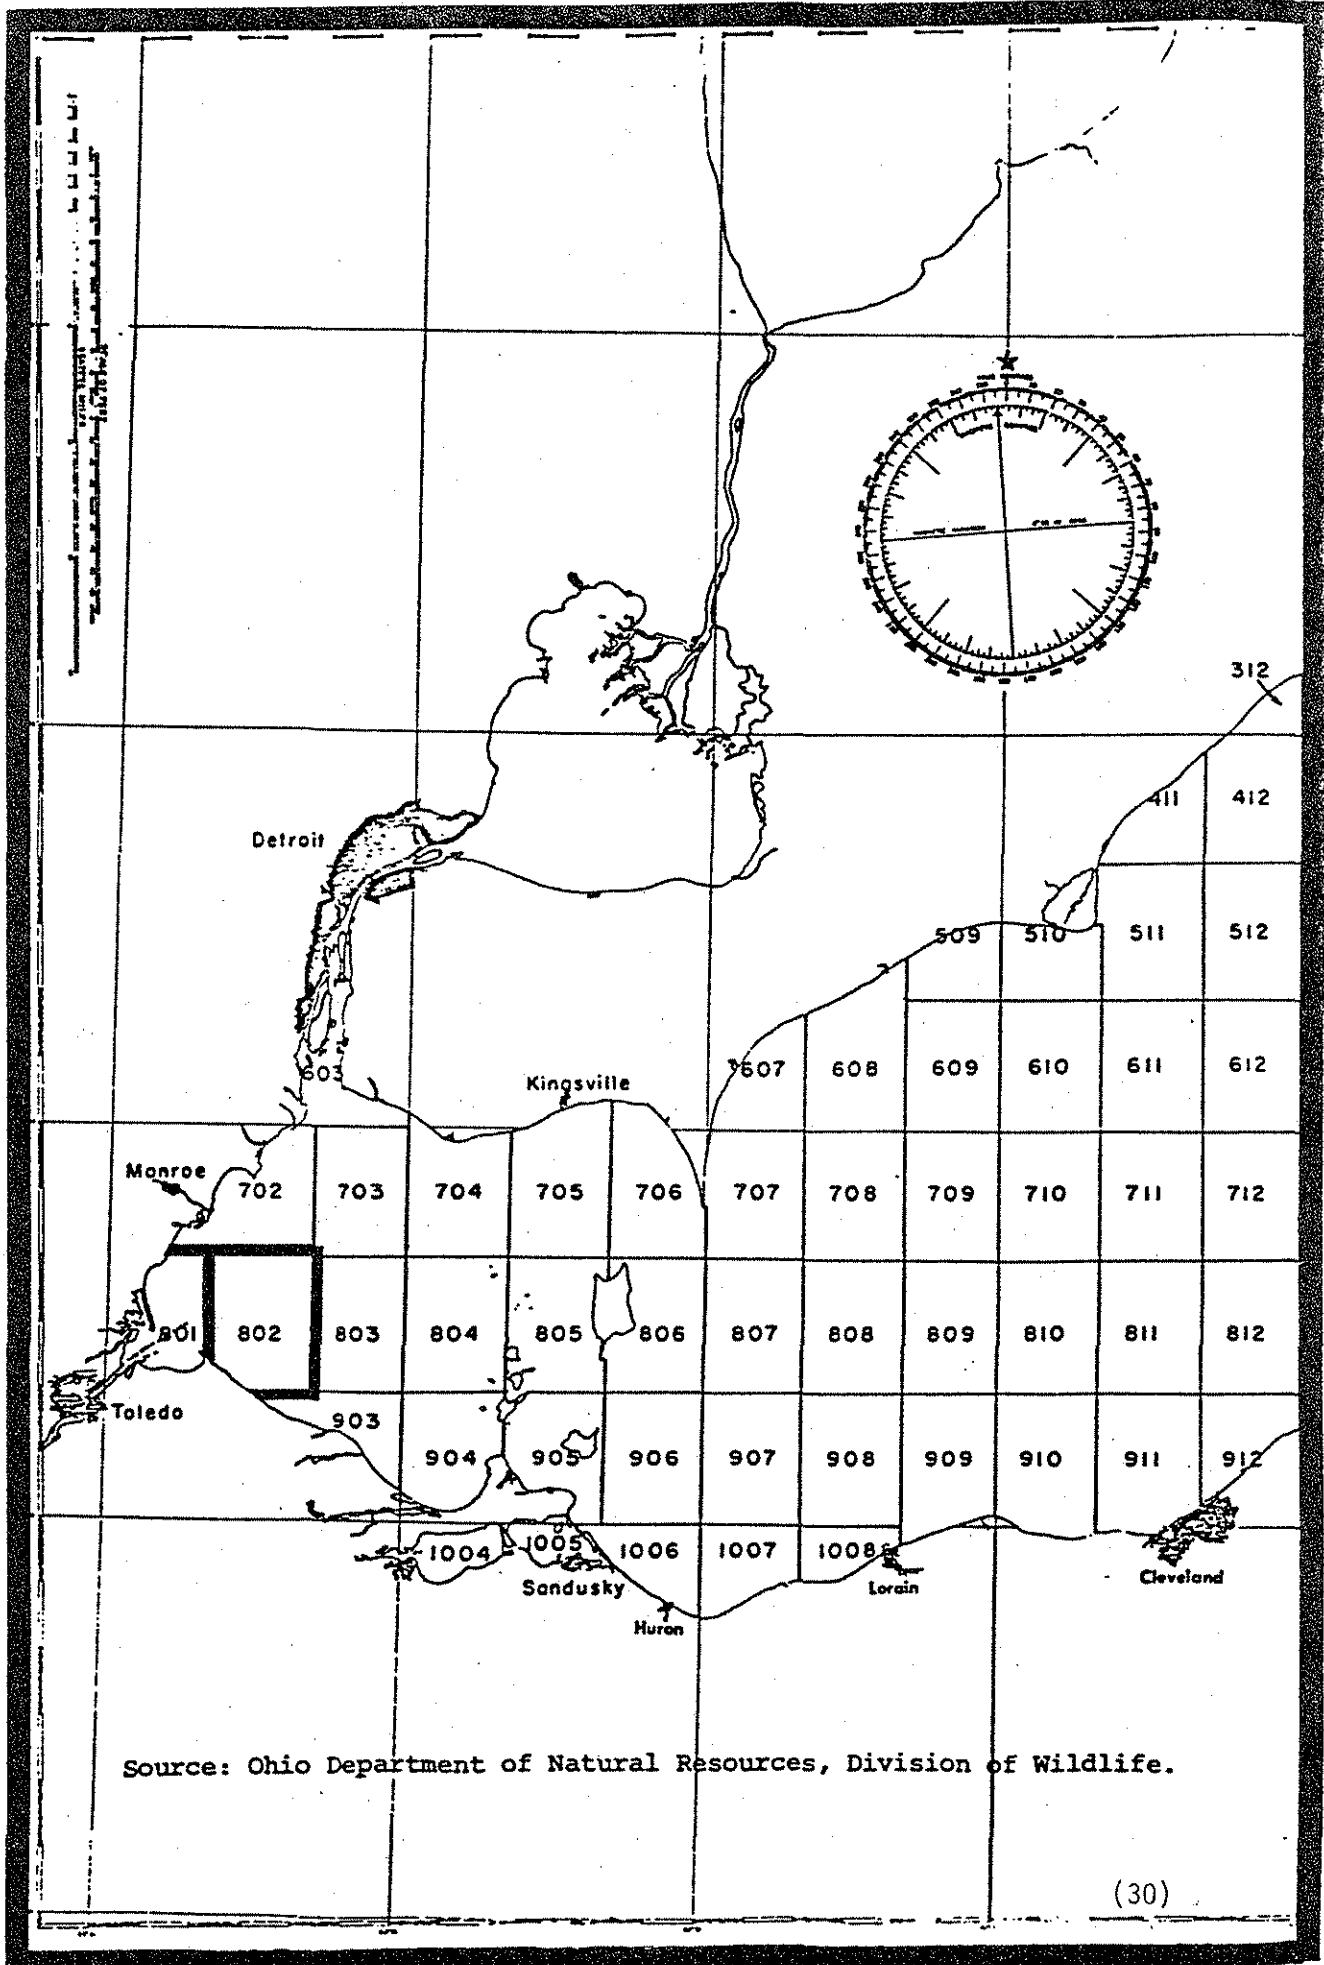 312
411 412
Detroit
509 510 511 512
603
Kingsville
607 608 609 610 611 612
Monroe
702 703 704 705 706 707 708 709 710 711 712
801 802 803 804 805 806 807 808 809 810 811 812
Toledo
903
904 905 906 907 908 909 910 911 912
1004 1005 1006 1007 1008
Sandusky
Lorain
Cleveland
Huron
Source: Ohio Department of Natural Resources, Division of Wildlife.
(30)